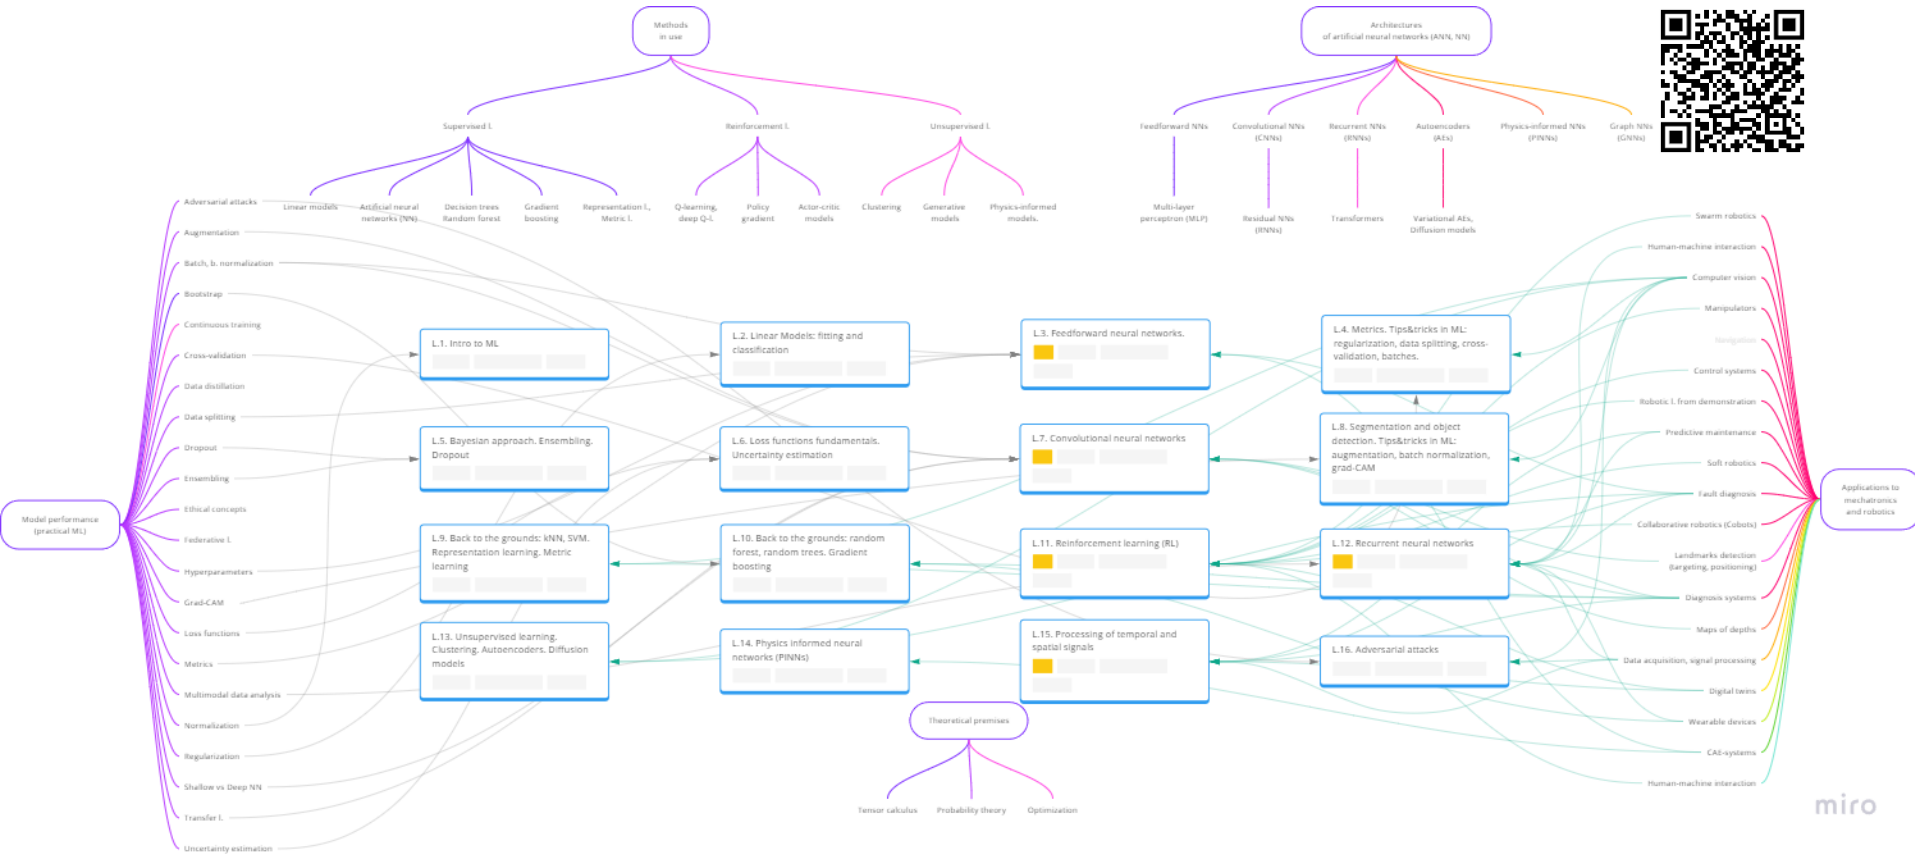 Methods
in use
Architectures
of artificial neural networks (ANN, NN)
Supervised l.
Reinforcement l.
Unsupervised l.
Linear models
Artificial neural
networks (NN)
Decision trees
Random forest
Gradient
boosting
Representation l.,
Metric l.
Q-learning,
deep Q-l.
Policy
gradient
Actor-critic
models
Clustering
Generative
models
Physics-informed
models.
Feedforward NNs
Convolutional NNs
(CNNs)
Recurrent NNs
(RNNs)
Autoencoders
(AEs)
Physics-informed NNs
(PINNs)
Graph NNs
(GNNs)
Multi-layer
perceptron (MLP)
Residual NNs
(RNNs)
Transformers
Variational AEs,
Diffusion models
Model performance
(practical ML)
Adversarial attacks
Augmentation
Batch, b. normalization
Bootstrap
Continuous training
Cross-validation
Data distillation
Data splitting
Dropout
Ensembling
Ethical concepts
Federative l.
Hyperparameters
Grad-CAM
Loss functions
Metrics
Multimodal data analysis
Normalization
Regularization
Shallow vs Deep NN
Transfer l.
Uncertainty estimation
L.1. Intro to ML
L.2. Linear Models: fitting and
classification
L.3. Feedforward neural networks.
L.4. Metrics. Tips&tricks in ML:
regularization, data splitting, cross-
validation, batches.
L.5. Bayesian approach. Ensembling.
Dropout
L.6. Loss functions fundamentals.
Uncertainty estimation
L.7. Convolutional neural networks
L.8. Segmentation and object
detection. Tips&tricks in ML:
augmentation, batch normalization,
grad-CAM
L.9. Back to the grounds: kNN, SVM.
Representation learning. Metric
learning
L.10. Back to the grounds: random
forest, random trees. Gradient
boosting
L.11. Reinforcement learning (RL)
L.12. Recurrent neural networks
L.13. Unsupervised learning.
Clustering. Autoencoders. Diffusion
models
L.14. Physics informed neural
networks (PINNs)
L.15. Processing of temporal and
spatial signals
L.16. Adversarial attacks
Theoretical premises
Tensor calculus
Probability theory
Optimization
Swarm robotics
Human-machine interaction
Computer vision
Manipulators
Navigation
Control systems
Robotic l. from demonstration
Predictive maintenance
Soft robotics
Fault diagnosis
Collaborative robotics (Cobots)
Landmarks detection
(targeting, positioning)
Diagnosis systems
Maps of depths
Data acquisition, signal processing
Digital twins
Wearable devices
CAE-systems
Human-machine interaction
Applications to
mechatronics
and robotics
miro